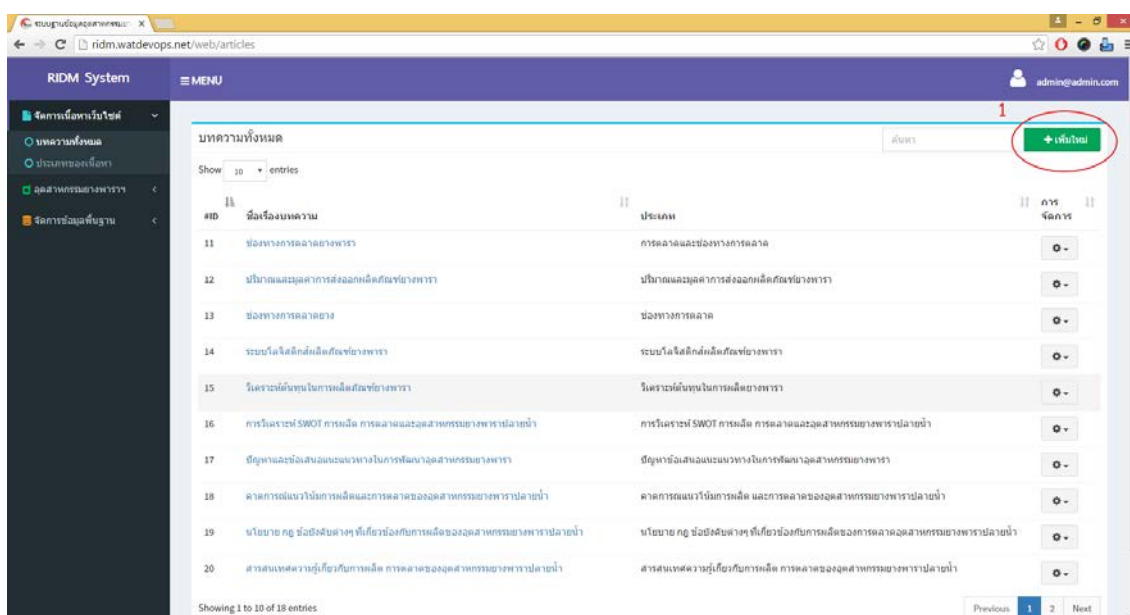 ระบบฐานข้อมูลอุตสาหกรรมยา
ridm.watdevops.net/web/articles
RIDM System
MENU
admin@admin.com
จัดการเนื้อหาเว็บไซต์
บทความทั้งหมด
ประเภทของเนื้อหา
อุตสาหกรรมยางพาราฯ
จัดการข้อมูลพื้นฐาน
1
บทความทั้งหมด
ค้นหา
เพิ่มใหม่
Show 10 entries
#ID ชื่อเรื่องบทความ ประเภท การจัดการ
11 ช่องทางการตลาดยางพารา การตลาดและช่องทางการตลาด
12 ปริมาณและมูลค่าการส่งออกผลิตภัณฑ์ยางพารา ปริมาณและมูลค่าการส่งออกผลิตภัณฑ์ยางพารา
13 ช่องทางการตลาดยาง ช่องทางการตลาด
14 ระบบโลจิสติกส์ผลิตภัณฑ์ยางพารา ระบบโลจิสติกส์ผลิตภัณฑ์ยางพารา
15 วิเคราะห์ต้นทุนในการผลิตภัณฑ์ยางพารา วิเคราะห์ต้นทุนในการผลิตยางพารา
16 การวิเคราะห์ SWOT การผลิต การตลาดและอุตสาหกรรมยางพาราปลายน้ำ การวิเคราะห์ SWOT การผลิต การตลาดและอุตสาหกรรมยางพาราปลายน้ำ
17 ปัญหาและข้อเสนอแนะแนวทางในการพัฒนาอุตสาหกรรมยางพารา ปัญหาข้อเสนอแนะแนวทางในการพัฒนาอุตสาหกรรมยางพารา
18 คาดการณ์แนวโน้มการผลิตและการตลาดของอุตสาหกรรมยางพาราปลายน้ำ คาดการณแนวโน้มการผลิต และการตลาดของอุตสาหกรรมยางพาราปลายน้ำ
19 นโยบาย กฎ ข้อบังคับต่างๆ ที่เกี่ยวข้องกับการผลิตของอุตสาหกรรมยางพาราปลายน้ำ นโยบาย กฎ ข้อบังคับต่างๆ ที่เกี่ยวข้องกับการผลิตของการตลาดอุตสาหกรรมยางพาราปลายน้ำ
20 สารสนเทศความรู้เกี่ยวกับการผลิต การตลาดของอุตสาหกรรมยางพาราปลายน้ำ สารสนเทศความรู้เกี่ยวกับการผลิต การตลาดของอุตสาหกรรมยางพาราปลายน้ำ
Showing 1 to 10 of 18 entries
Previous 1 2 Next